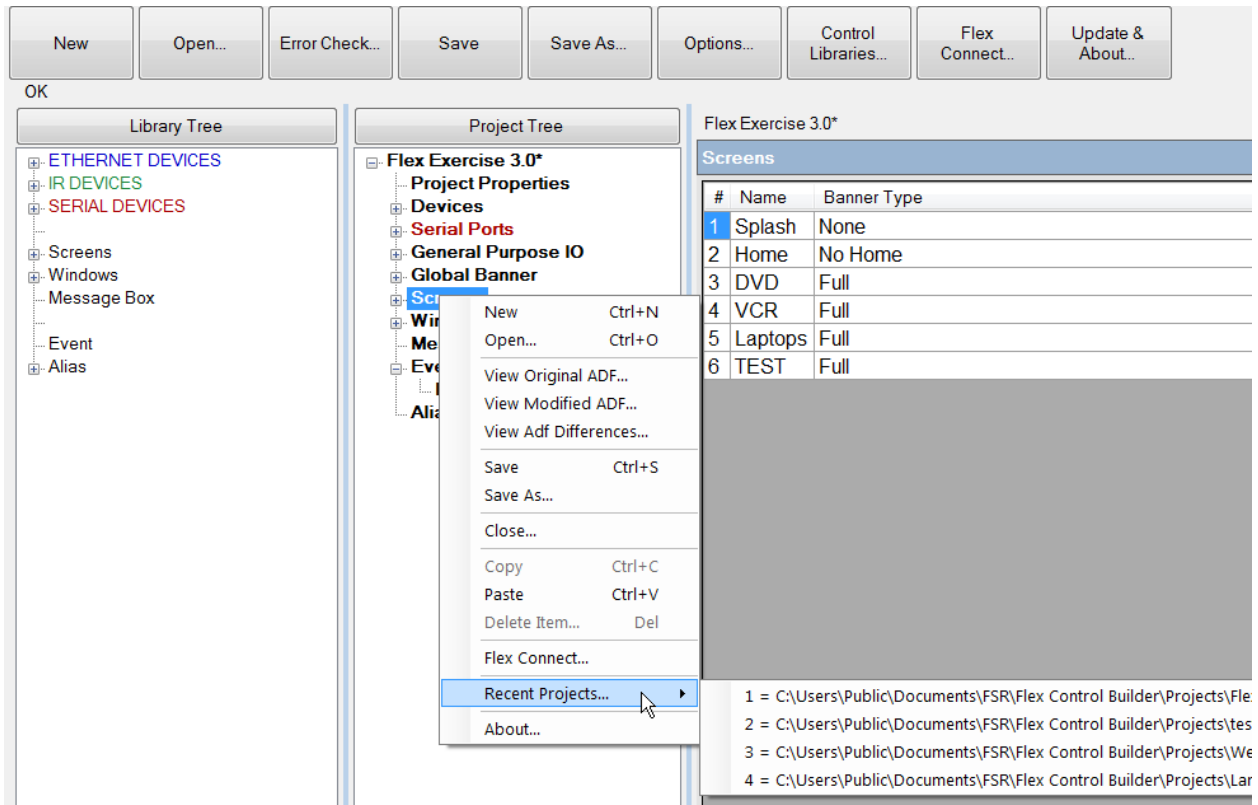 New
Open...
Error Check...
Save
Save As...
Options...
Control
Libraries...
Flex
Connect...
Update &
About...
OK
Library Tree
ETHERNET DEVICES
IR DEVICES
SERIAL DEVICES
Screens
Windows
Message Box
Event
Alias
Project Tree
Flex Exercise 3.0*
Project Properties
Devices
Serial Ports
General Purpose IO
Global Banner
New Ctrl+N
Open... Ctrl+O
View Original ADF...
View Modified ADF...
View Adf Differences...
Save Ctrl+S
Save As...
Close...
Copy Ctrl+C
Paste Ctrl+V
Delete Item... Del
Flex Connect...
Recent Projects...
About...
Flex Exercise 3.0*
Screens
# Name Banner Type
1 Splash None
2 Home No Home
3 DVD Full
4 VCR Full
5 Laptops Full
6 TEST Full
1 = C:\Users\Public\Documents\FSR\Flex Control Builder\Projects\Fle
2 = C:\Users\Public\Documents\FSR\Flex Control Builder\Projects\tes
3 = C:\Users\Public\Documents\FSR\Flex Control Builder\Projects\We
4 = C:\Users\Public\Documents\FSR\Flex Control Builder\Projects\Lar